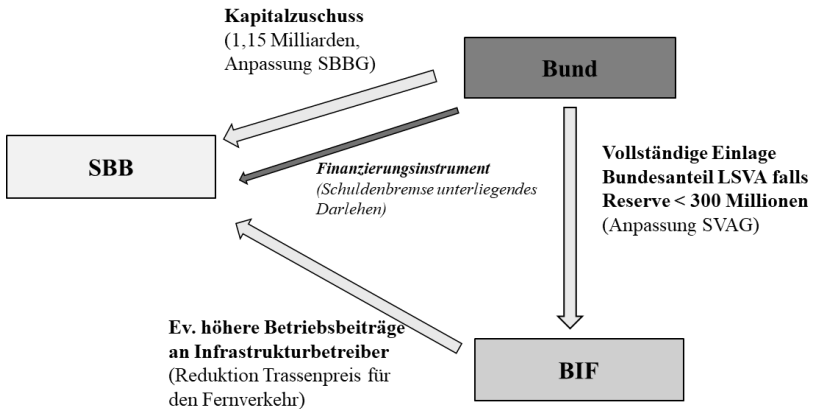 Kapitalzuschuss
(1,15 Milliarden,
Anpassung SBBG)
Bund
SBB
Finanzierungsinstrument
(Schuldenbremse unterliegendes
Darlehen)
Vollständige Einlage
Bundesanteil LSVA falls
Reserve < 300 Millionen
(Anpassung SVAG)
Ev. höhere Betriebsbeiträge
an Infrastrukturbetreiber
(Reduktion Trassenpreis für
den Fernverkehr)
BIF